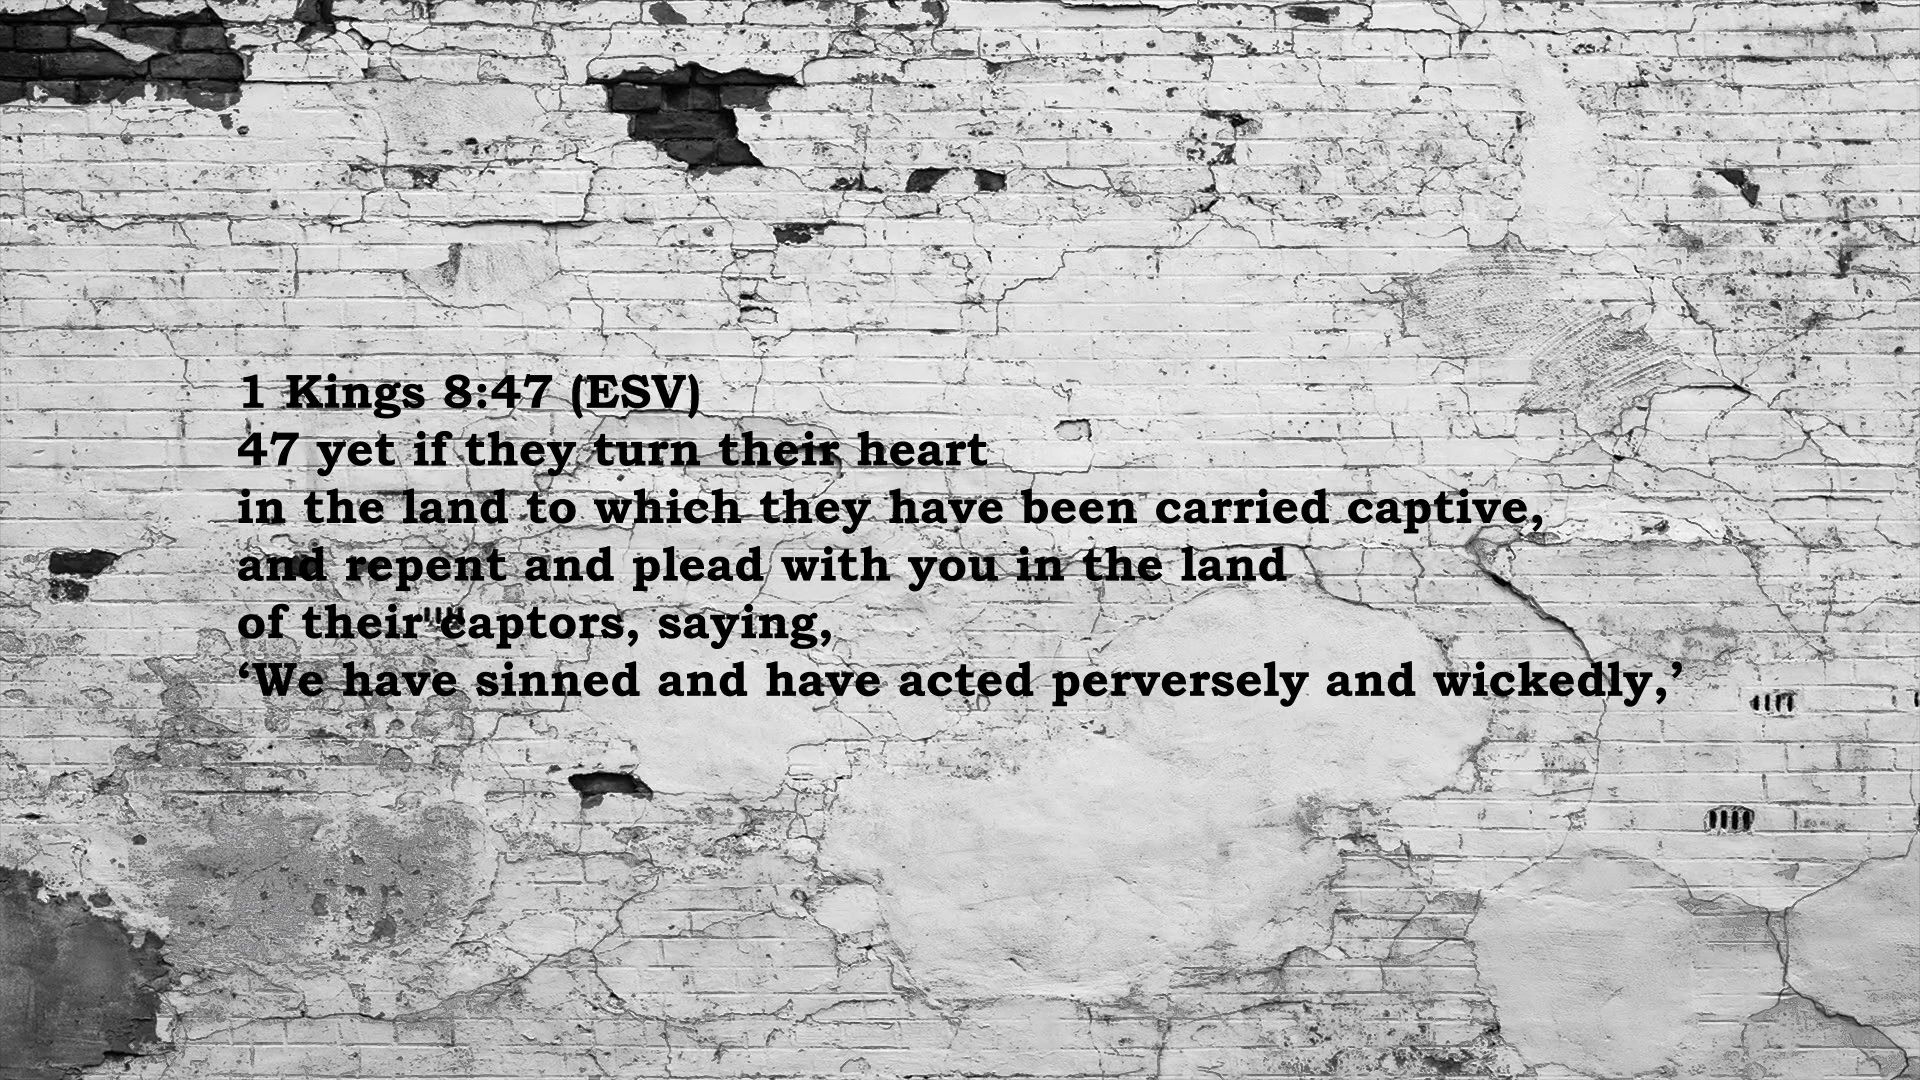 1 Kings 8:47 (ESV)
47 yet if they turn their heart
in the land to which they have been carried captive,
and repent and plead with you in the land
of their captors, saying,
‘We have sinned and have acted perversely and wickedly,’